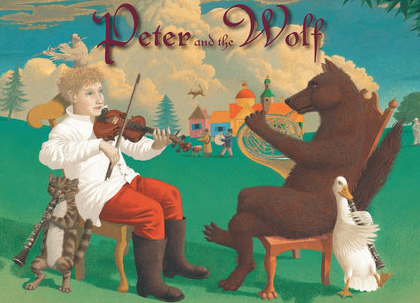 Peter and the Wolf